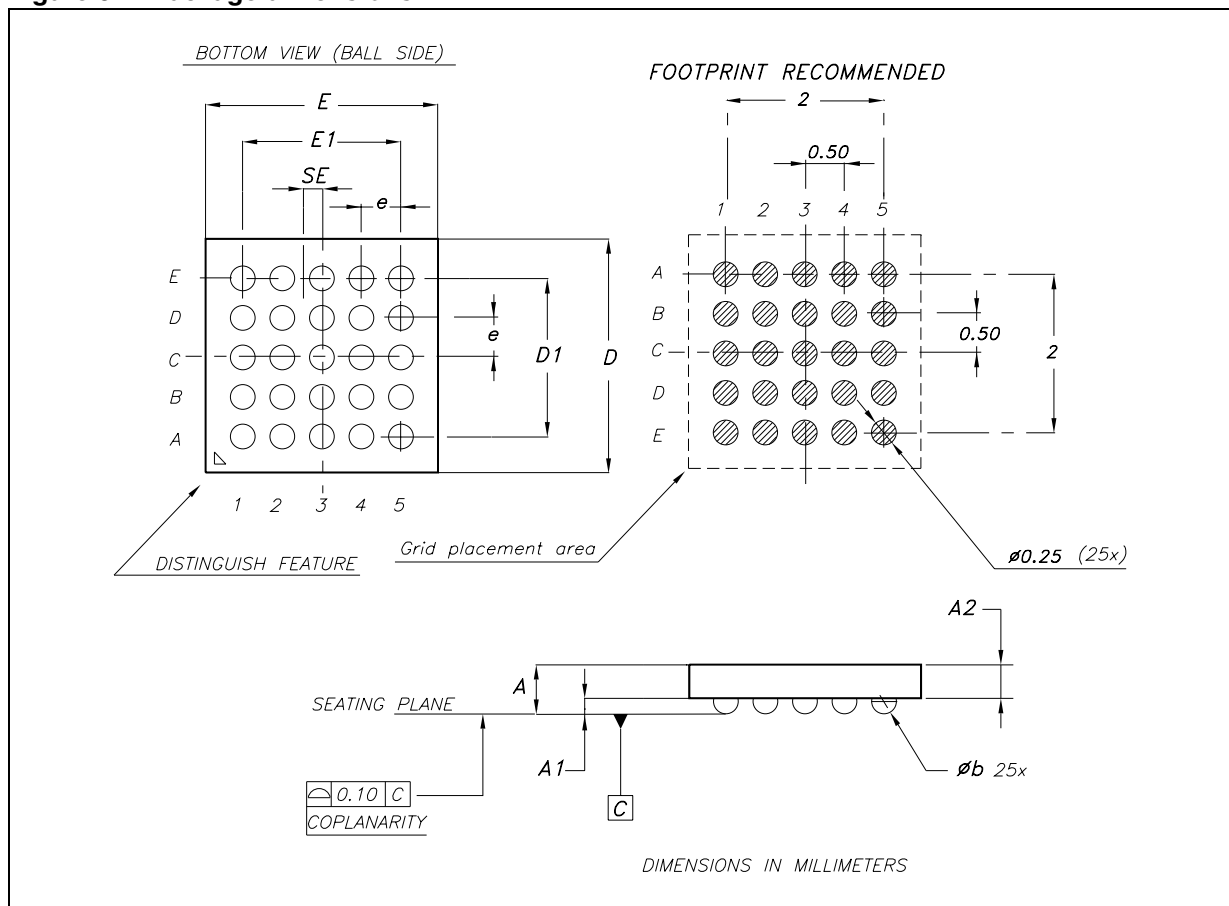 BOTTOM VIEW (BALL SIDE)
E
E1
SE
e
E
D
C
B
A
e
D1
D
1 2 3 4 5
DISTINGUISH FEATURE
FOOTPRINT RECOMMENDED
2
0.50
1 2 3 4 5
A
B
C
D
E
0.50
2
Grid placement area
ø0.25 (25x)
A2
A
SEATING PLANE
A1
øb 25x
0.10 C
COPLANARITY
C
DIMENSIONS IN MILLIMETERS